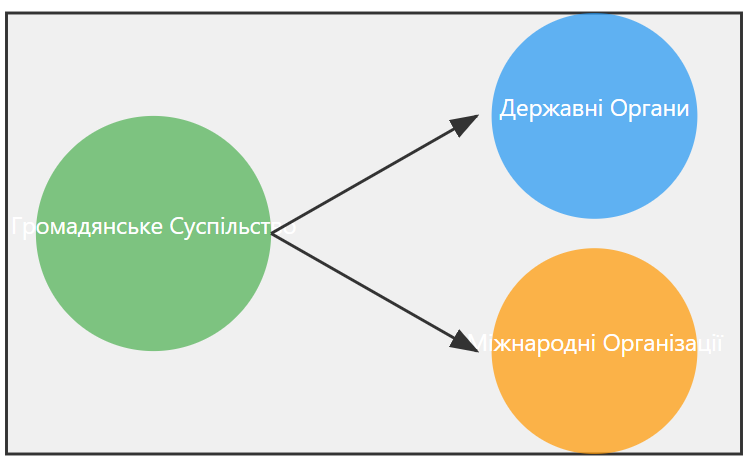 Державні Органи
Громадянське Суспільство
Міжнародні Організації